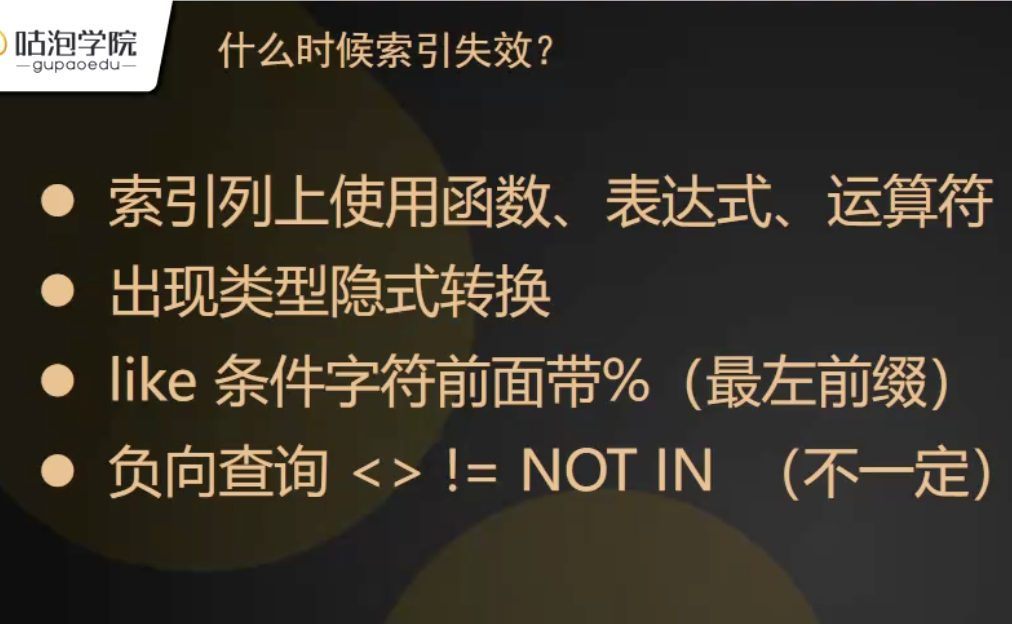 咕泡学院
—gupaoedu—
什么时候索引失效?
● 索引列上使用函数、表达式、运算符
● 出现类型隐式转换
● like 条件字符前面带%（最左前缀）
● 负向查询 <> != NOT IN （不一定）